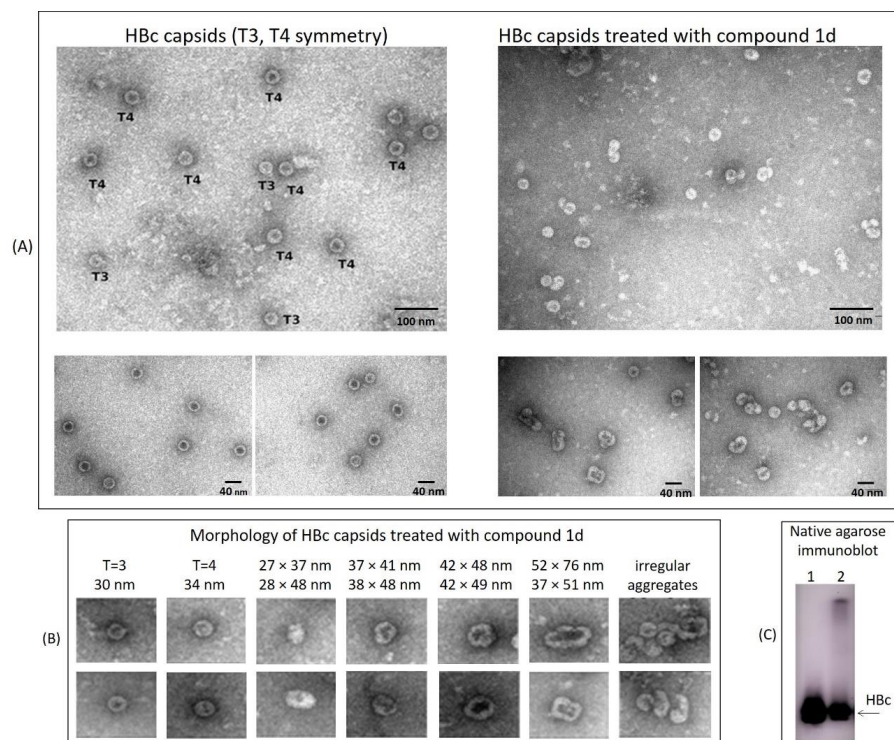 HBc capsids (T3, T4 symmetry)
HBc capsids treated with compound 1d
(A)
T4
T4
T4
T4
T4
T3
T4
T4
T4
T3
T3
100 nm
100 nm
40 nm
40 nm
40 nm
40 nm
Morphology of HBc capsids treated with compound 1d
T=3
30 nm
T=4
34 nm
27 × 37 nm
28 × 48 nm
37 × 41 nm
38 × 48 nm
42 × 48 nm
42 × 49 nm
52 × 76 nm
37 × 51 nm
irregular
aggregates
(B)
Native agarose
immunoblot
1 2
(C)
HBc